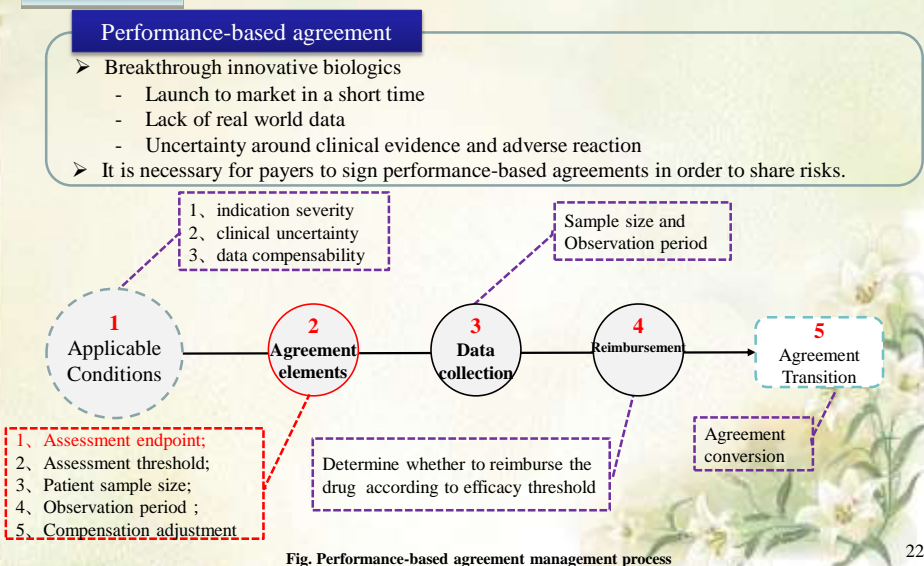 Performance-based agreement
➢ Breakthrough innovative biologics
- Launch to market in a short time
- Lack of real world data
- Uncertainty around clinical evidence and adverse reaction
➢ It is necessary for payers to sign performance-based agreements in order to share risks.
1、indication severity
2、clinical uncertainty
3、data compensability
Sample size and
Observation period
1
Applicable
Conditions
2
Agreement
elements
3
Data
collection
4
Reimbursement
5
Agreement
Transition
1、Assessment endpoint;
2、Assessment threshold;
3、Patient sample size;
4、Observation period ;
5、Compensation adjustment
Determine whether to reimburse the
drug according to efficacy threshold
Agreement
conversion
Fig. Performance-based agreement management process
22